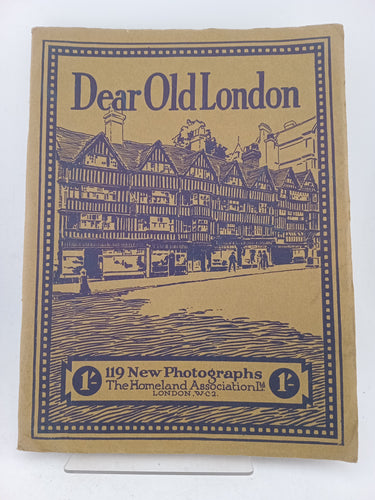 Dear Old London
119 New Photographs
1/- The Homeland Association Ltd 1/-
LONDON, W.C.2.